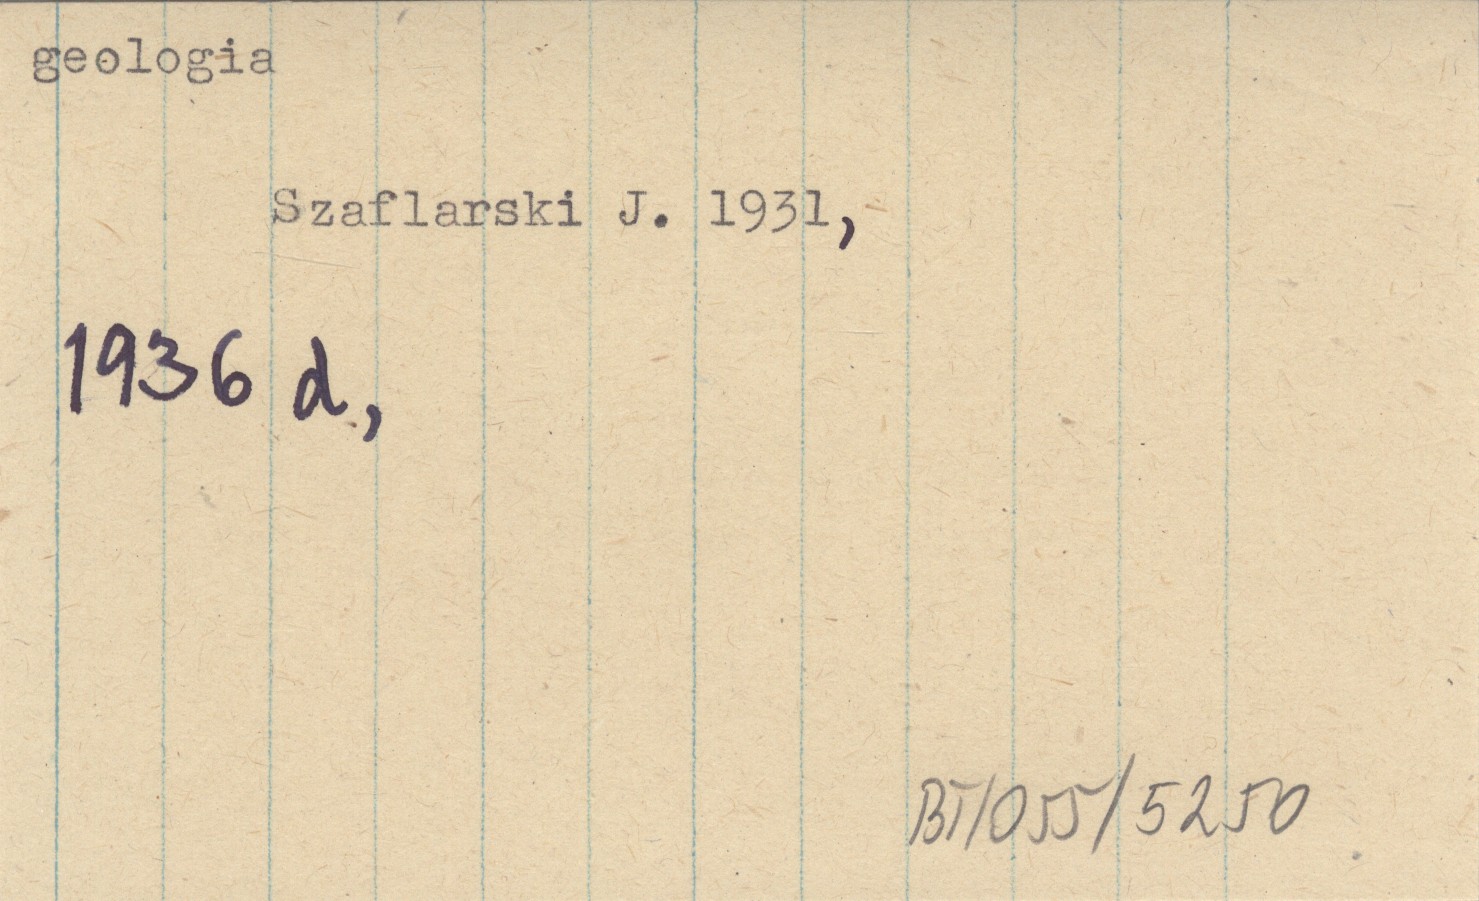 geologia
Szaflarski J. 1931,
1936 d,
BT/055/5250